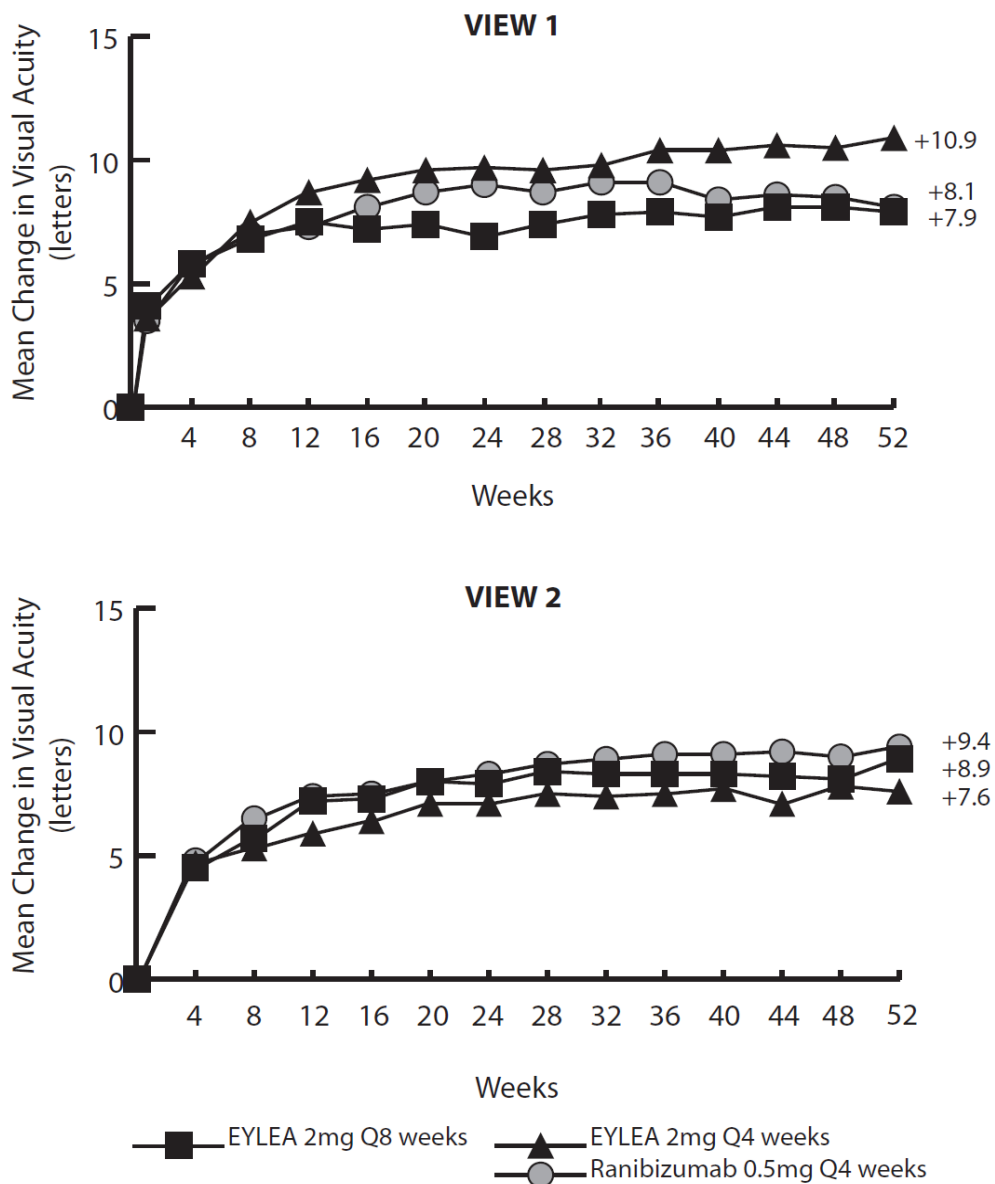 VIEW 1
Mean Change in Visual Acuity
(letters)
15
10
5
0
+10.9
+8.1
+7.9
4 8 12 16 20 24 28 32 36 40 44 48 52
Weeks
VIEW 2
Mean Change in Visual Acuity
(letters)
15
10
5
0
+9.4
+8.9
+7.6
4 8 12 16 20 24 28 32 36 40 44 48 52
Weeks
EYLEA 2mg Q8 weeks
EYLEA 2mg Q4 weeks
Ranibizumab 0.5mg Q4 weeks